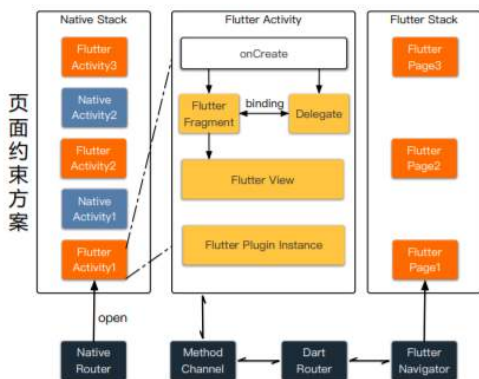 Native Stack
Flutter Activity
Flutter Stack
页面约束方案
Flutter
Activity3
Native
Activity2
Flutter
Activity2
Native
Activity1
Flutter
Activity1
open
Native
Router
onCreate
Flutter
Fragment
binding
Delegate
Flutter View
Flutter Plugin Instance
Method
Channel
Dart
Router
Flutter
Page3
Flutter
Page2
Flutter
Page1
Flutter
Navigator